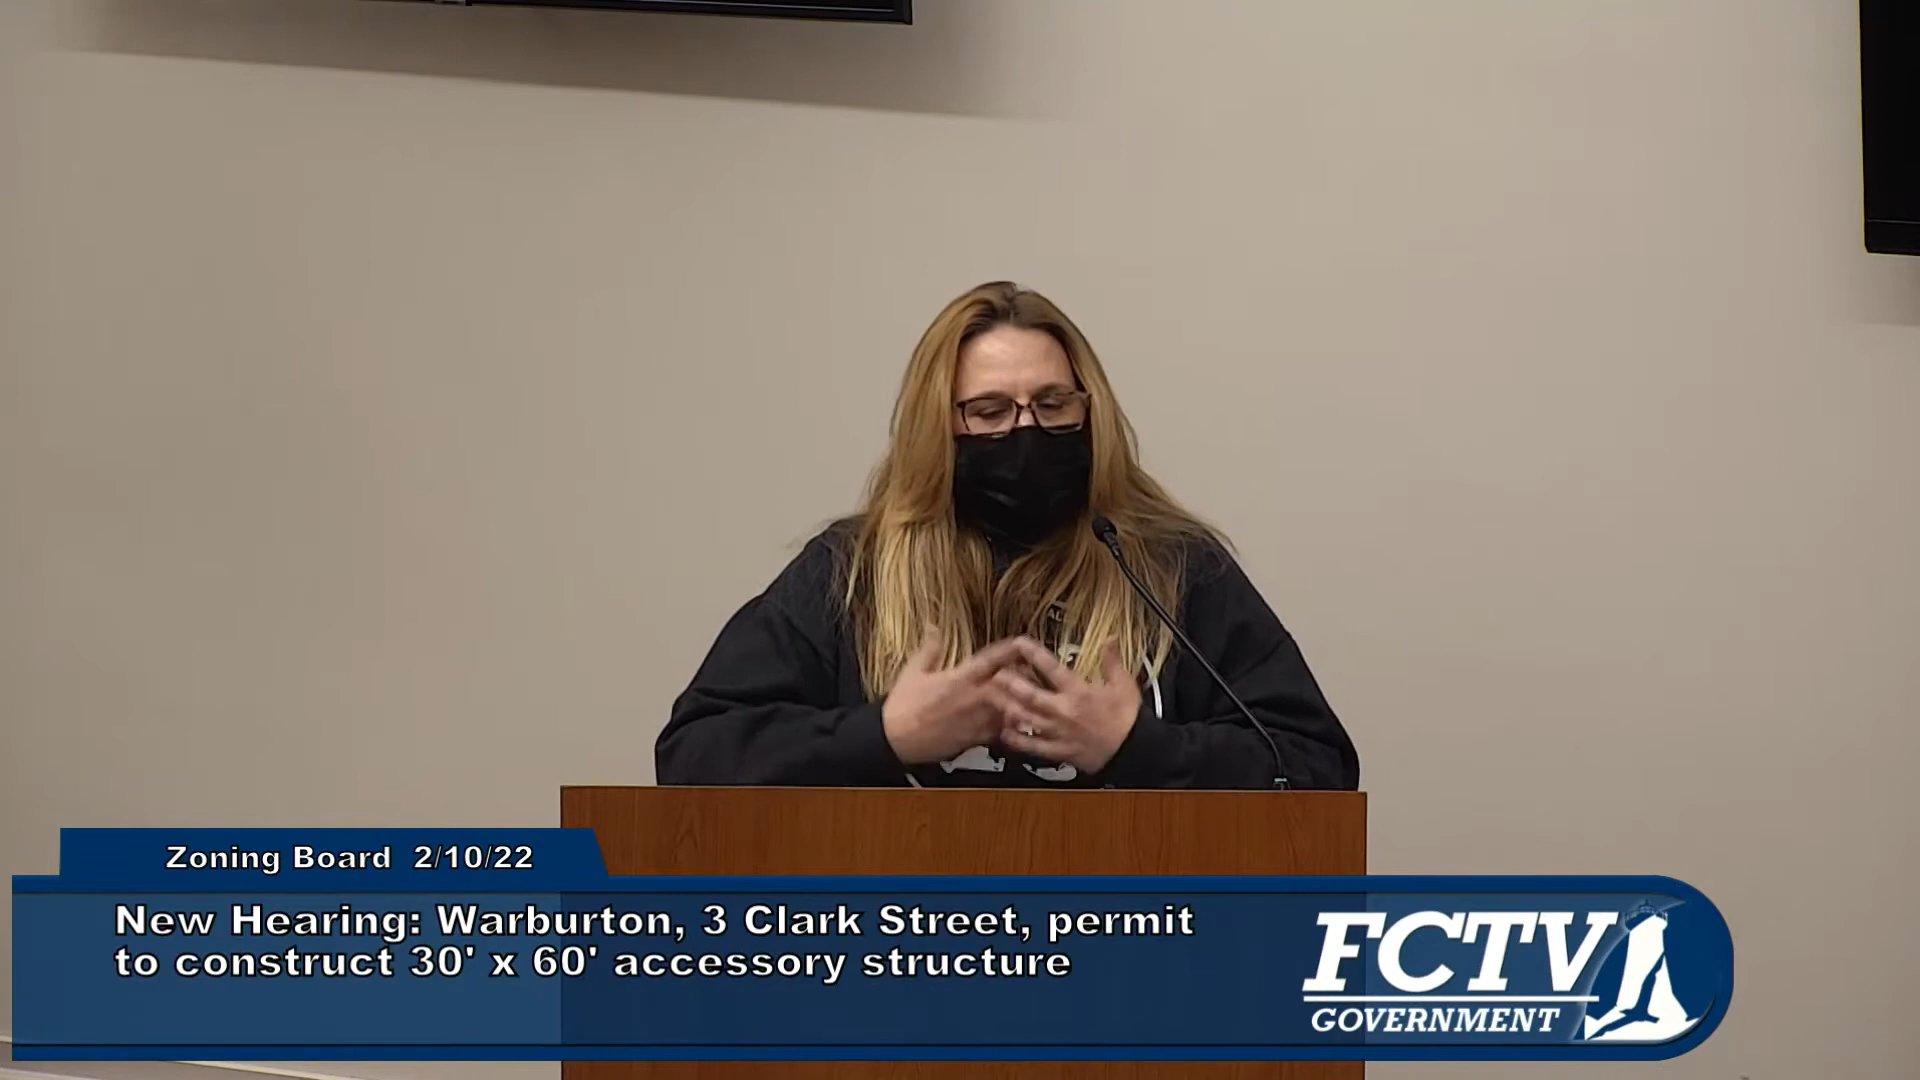 Zoning Board 2/10/22
New Hearing: Warburton, 3 Clark Street, permit
to construct 30' x 60' accessory structure
FCTV
GOVERNMENT